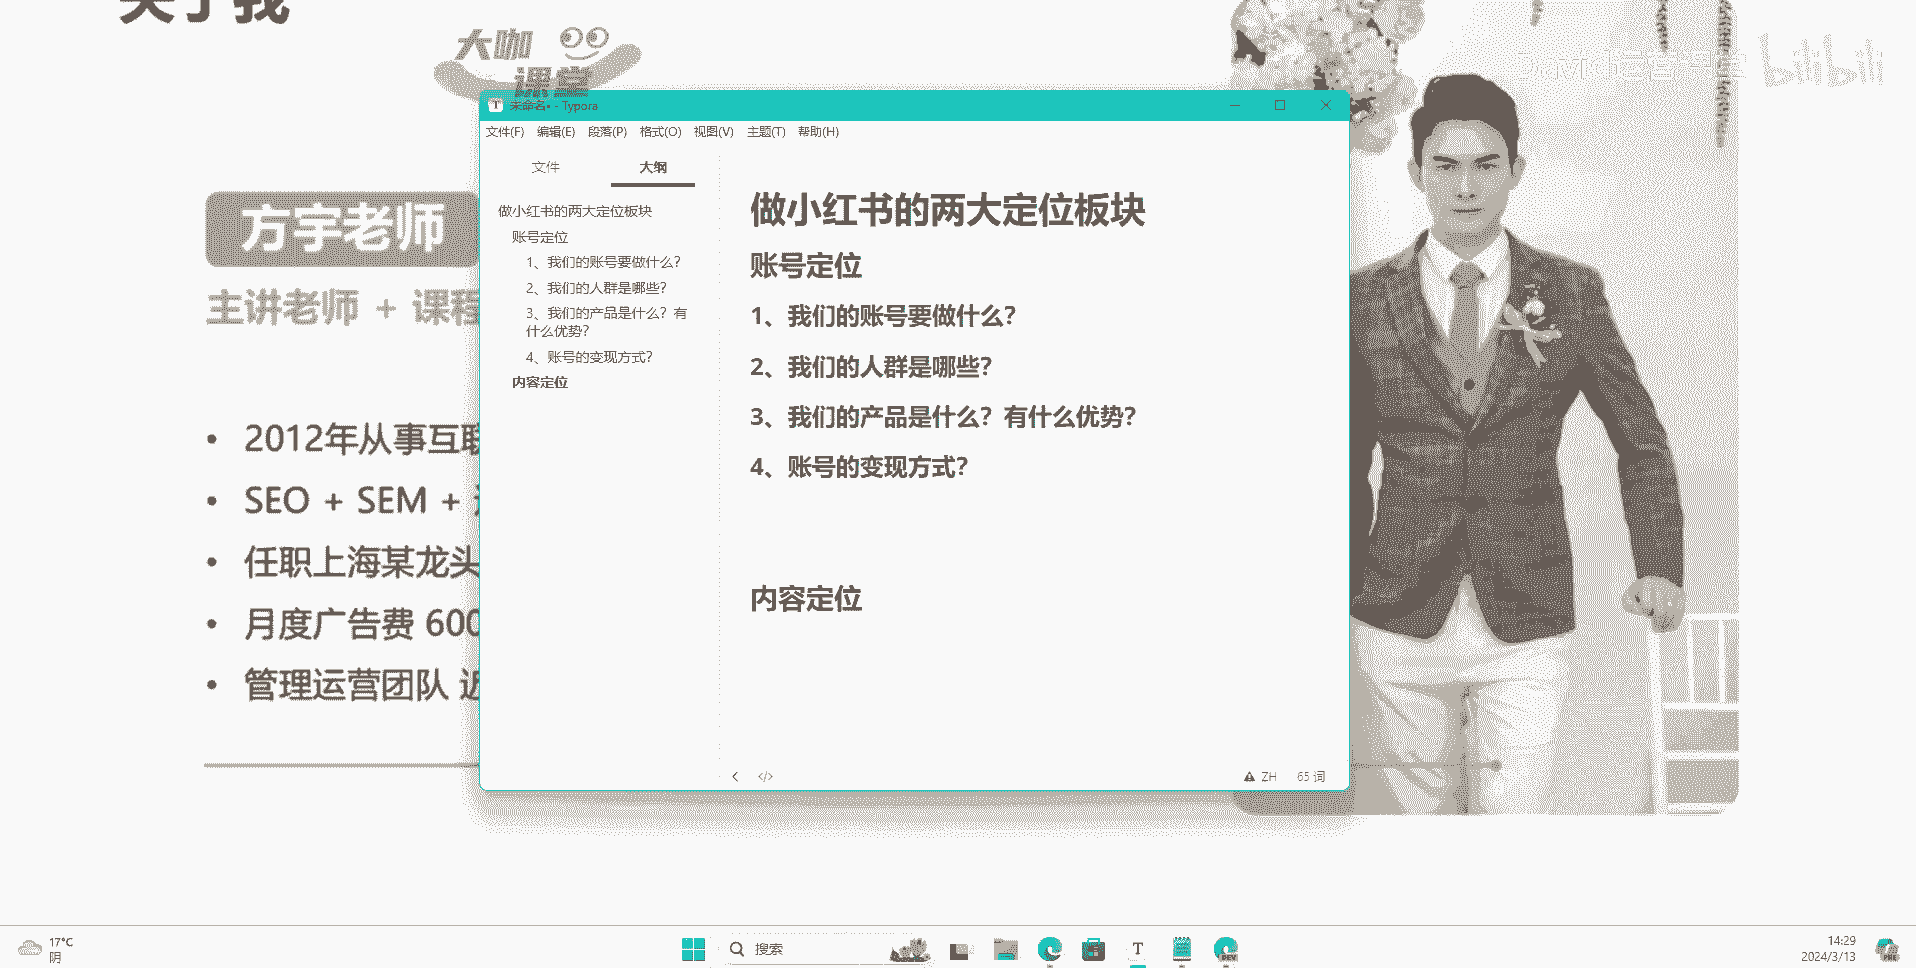 关于我
大咖
课堂
bilibili
未命名• - Typora
文件(F) 编辑(E) 段落(P) 格式(O) 视图(V) 主题(T) 帮助(H)
文件 大纲
做小红书的两大定位板块
账号定位
1、我们的账号要做什么?
2、我们的人群是哪些?
3、我们的产品是什么? 有
什么优势?
4、账号的变现方式?
内容定位
做小红书的两大定位板块
账号定位
1、我们的账号要做什么?
2、我们的人群是哪些?
3、我们的产品是什么? 有什么优势?
4、账号的变现方式?
内容定位
ZH 65 词
方宇老师
主讲老师 + 课程
• 2012年从事互联
• SEO + SEM +
• 任职上海某龙头
• 月度广告费 600
• 管理运营团队 近
17°C
阴
搜索
T
DEV
14:29
2024/3/13
PRE